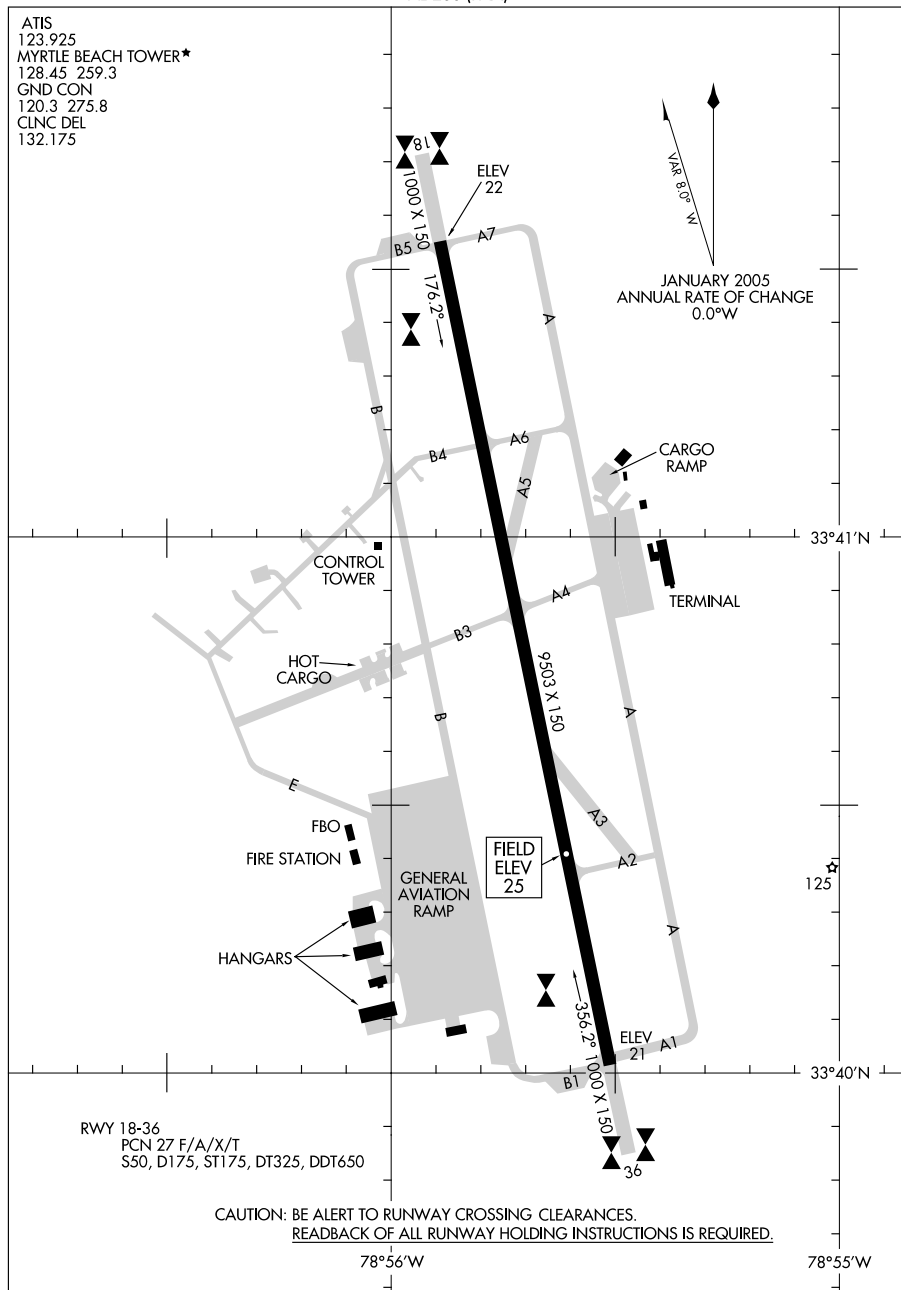 ATIS
123.925
MYRTLE BEACH TOWER★
128.45 259.3
GND CON
120.3 275.8
CLNC DEL
132.175
18
1000 X 150
ELEV
22
VAR 8.0° W
JANUARY 2005
ANNUAL RATE OF CHANGE
0.0°W
B5
A7
176.2°
A
B
B4
A6
A5
CARGO
RAMP
33°41'N
CONTROL
TOWER
TERMINAL
A4
B3
HOT
CARGO
9503 X 150
B
A
E
A3
FBO
FIRE STATION
FIELD
ELEV
25
A2
125
GENERAL
AVIATION
RAMP
A
HANGARS
356.2°
1000 X 150
ELEV
21
A1
B1
33°40'N
36
RWY 18-36
PCN 27 F/A/X/T
S50, D175, ST175, DT325, DDT650
CAUTION: BE ALERT TO RUNWAY CROSSING CLEARANCES.
READBACK OF ALL RUNWAY HOLDING INSTRUCTIONS IS REQUIRED.
78°56'W
78°55'W